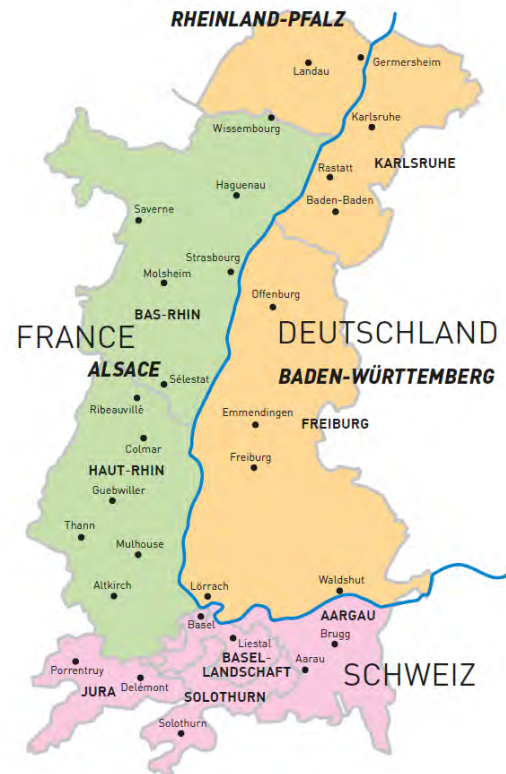 RHEINLAND-PFALZ
Germersheim
Landau
Karlsruhe
Wissembourg
KARLSRUHE
Rastatt
Haguenau
Baden-Baden
Saverne
Strasbourg
Molsheim
Offenburg
BAS-RHIN
FRANCE
DEUTSCHLAND
ALSACE
BADEN-WÜRTTEMBERG
Sélestat
Ribeauvillé
Emmendingen
FREIBURG
Colmar
HAUT-RHIN
Freiburg
Guebwiller
Thann
Mulhouse
Altkirch
Lörrach
Waldshut
Basel
AARGAU
Liestal
Brugg
BASEL-
LANDSCHAFT
Aarau
Porrentruy
SCHWEIZ
JURA
Delémont
SOLOTHURN
Solothurn